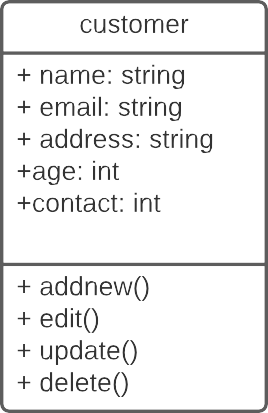 customer
+ name: string
+ email: string
+ address: string
+age: int
+contact: int
+ addnew()
+ edit()
+ update()
+ delete()